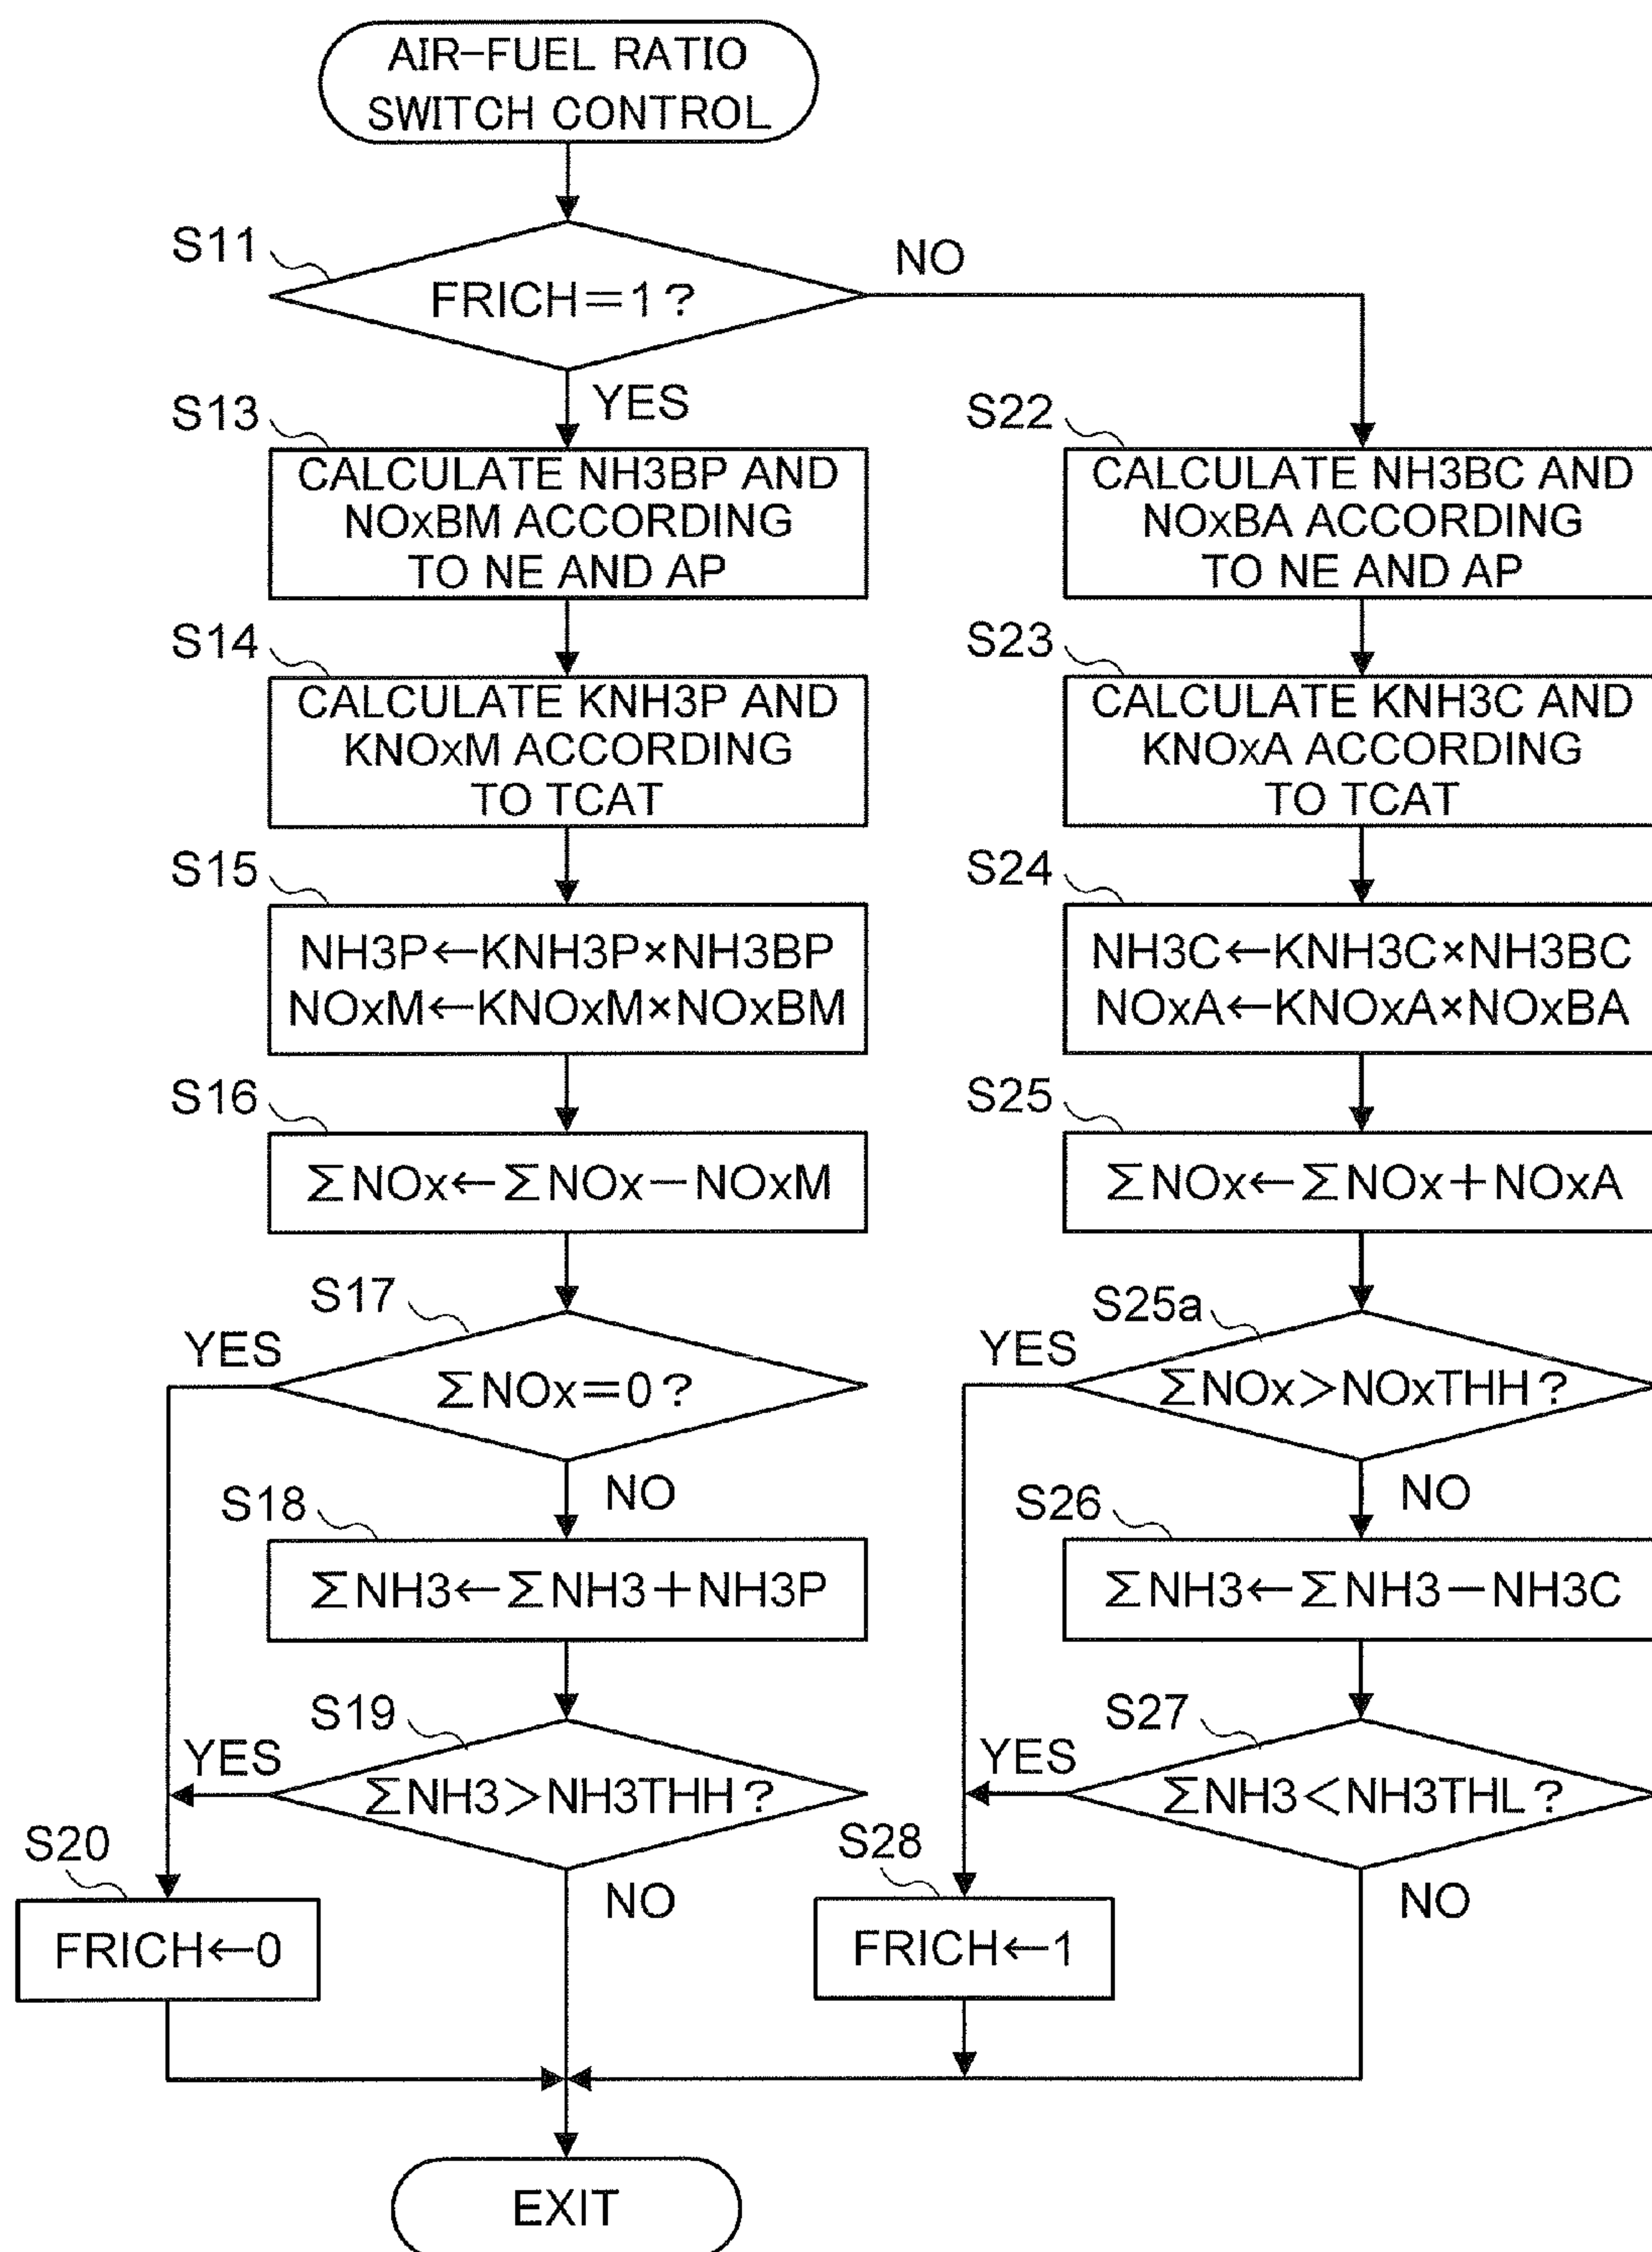 AIR-FUEL RATIO
SWITCH CONTROL
S11
FRICH=1?
NO
YES
S13
CALCULATE NH3BP AND
NOxBM ACCORDING
TO NE AND AP
S22
CALCULATE NH3BC AND
NOxBA ACCORDING
TO NE AND AP
S14
CALCULATE KNH3P AND
KNOxM ACCORDING
TO TCAT
S23
CALCULATE KNH3C AND
KNOxA ACCORDING
TO TCAT
S15
NH3P←KNH3P×NH3BP
NOxM←KNOxM×NOxBM
S24
NH3C←KNH3C×NH3BC
NOxA←KNOxA×NOxBA
S16
ΣNOx←ΣNOx−NOxM
S25
ΣNOx←ΣNOx+NOxA
S17
YES
ΣNOx=0?
NO
S25a
YES
ΣNOx>NOxTHH?
NO
S18
ΣNH3←ΣNH3+NH3P
S26
ΣNH3←ΣNH3−NH3C
S19
YES
ΣNH3>NH3THH?
NO
S27
YES
ΣNH3<NH3THL?
NO
S20
FRICH←0
S28
FRICH←1
EXIT